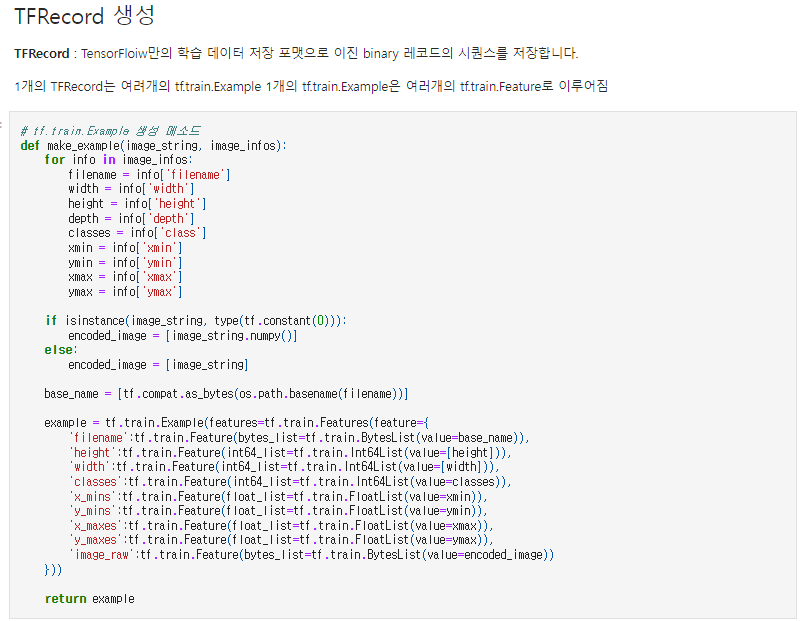 TFRecord 생성
TFRecord : TensorFloiw만의 학습 데이터 저장 포맷으로 이진 binary 레코드의 시퀀스를 저장합니다.
1개의 TFRecord는 여려개의 tf.train.Example 1개의 tf.train.Example은 여러개의 tf.train.Feature로 이루어짐
# tf.train.Example 생성 메소드
def make_example(image_string, image_infos):
    for info in image_infos:
        filename = info['filename']
        width = info['width']
        height = info['height']
        depth = info['depth']
        classes = info['class']
        xmin = info['xmin']
        ymin = info['ymin']
        xmax = info['xmax']
        ymax = info['ymax']
    if isinstance(image_string, type(tf.constant(0))):
        encoded_image = [image_string.numpy()]
    else:
        encoded_image = [image_string]
    base_name = [tf.compat.as_bytes(os.path.basename(filename))]
    example = tf.train.Example(features=tf.train.Features(feature={
        'filename':tf.train.Feature(bytes_list=tf.train.BytesList(value=base_name)),
        'height':tf.train.Feature(int64_list=tf.train.Int64List(value=[height])),
        'width':tf.train.Feature(int64_list=tf.train.Int64List(value=[width])),
        'classes':tf.train.Feature(int64_list=tf.train.Int64List(value=classes)),
        'x_mins':tf.train.Feature(float_list=tf.train.FloatList(value=xmin)),
        'y_mins':tf.train.Feature(float_list=tf.train.FloatList(value=ymin)),
        'x_maxes':tf.train.Feature(float_list=tf.train.FloatList(value=xmax)),
        'y_maxes':tf.train.Feature(float_list=tf.train.FloatList(value=ymax)),
        'image_raw':tf.train.Feature(bytes_list=tf.train.BytesList(value=encoded_image))
    }))
    return example